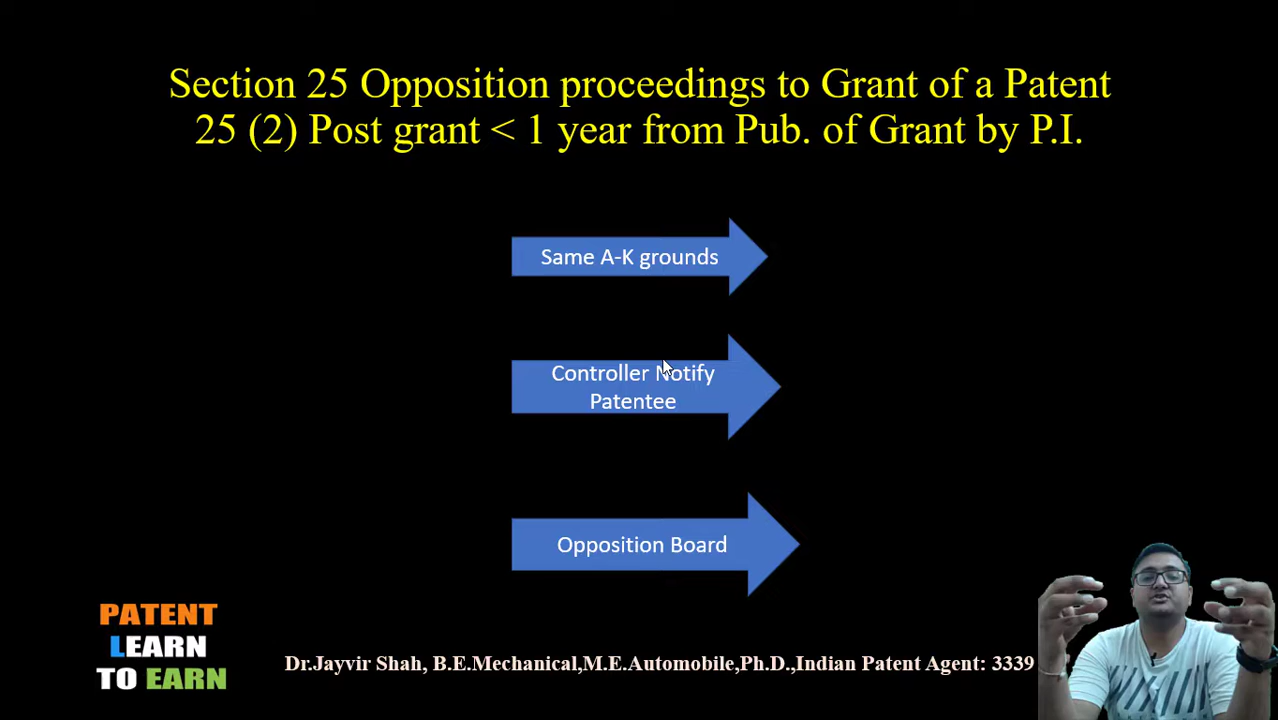 Section 25 Opposition proceedings to Grant of a Patent
25 (2) Post grant < 1 year from Pub. of Grant by P.I.
Same A-K grounds
Controller Notify
Patentee
Opposition Board
PATENT
LEARN
TO EARN
Dr.Jayvir Shah, B.E.Mechanical,M.E.Automobile,Ph.D.,Indian Patent Agent: 3339